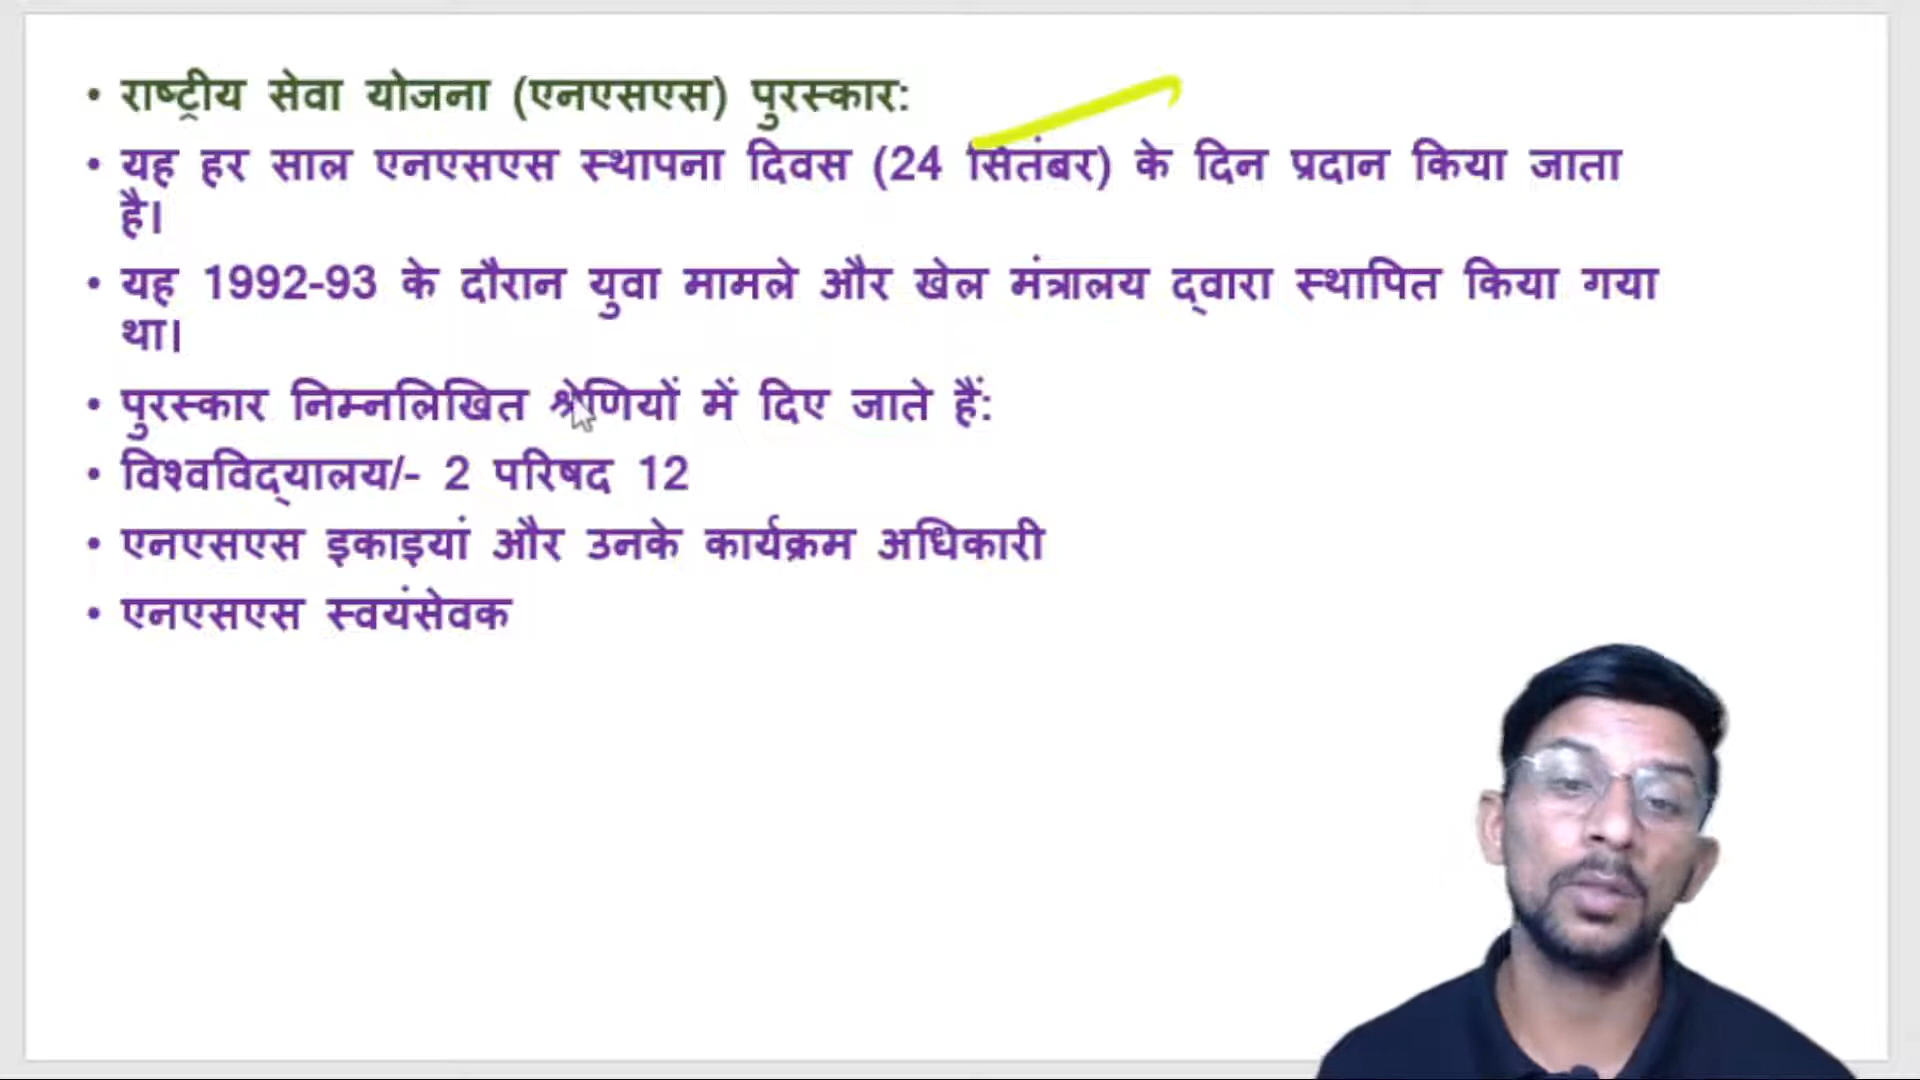 • राष्ट्रीय सेवा योजना (एनएसएस) पुरस्कार:
• यह हर साल एनएसएस स्थापना दिवस (24 सितंबर) के दिन प्रदान किया जाता
है।
• यह 1992-93 के दौरान युवा मामले और खेल मंत्रालय द्वारा स्थापित किया गया
था।
• पुरस्कार निम्नलिखित श्रेणियों में दिए जाते हैं:
• विश्वविद्यालय/- 2 परिषद 12
• एनएसएस इकाइयां और उनके कार्यक्रम अधिकारी
• एनएसएस स्वयंसेवक